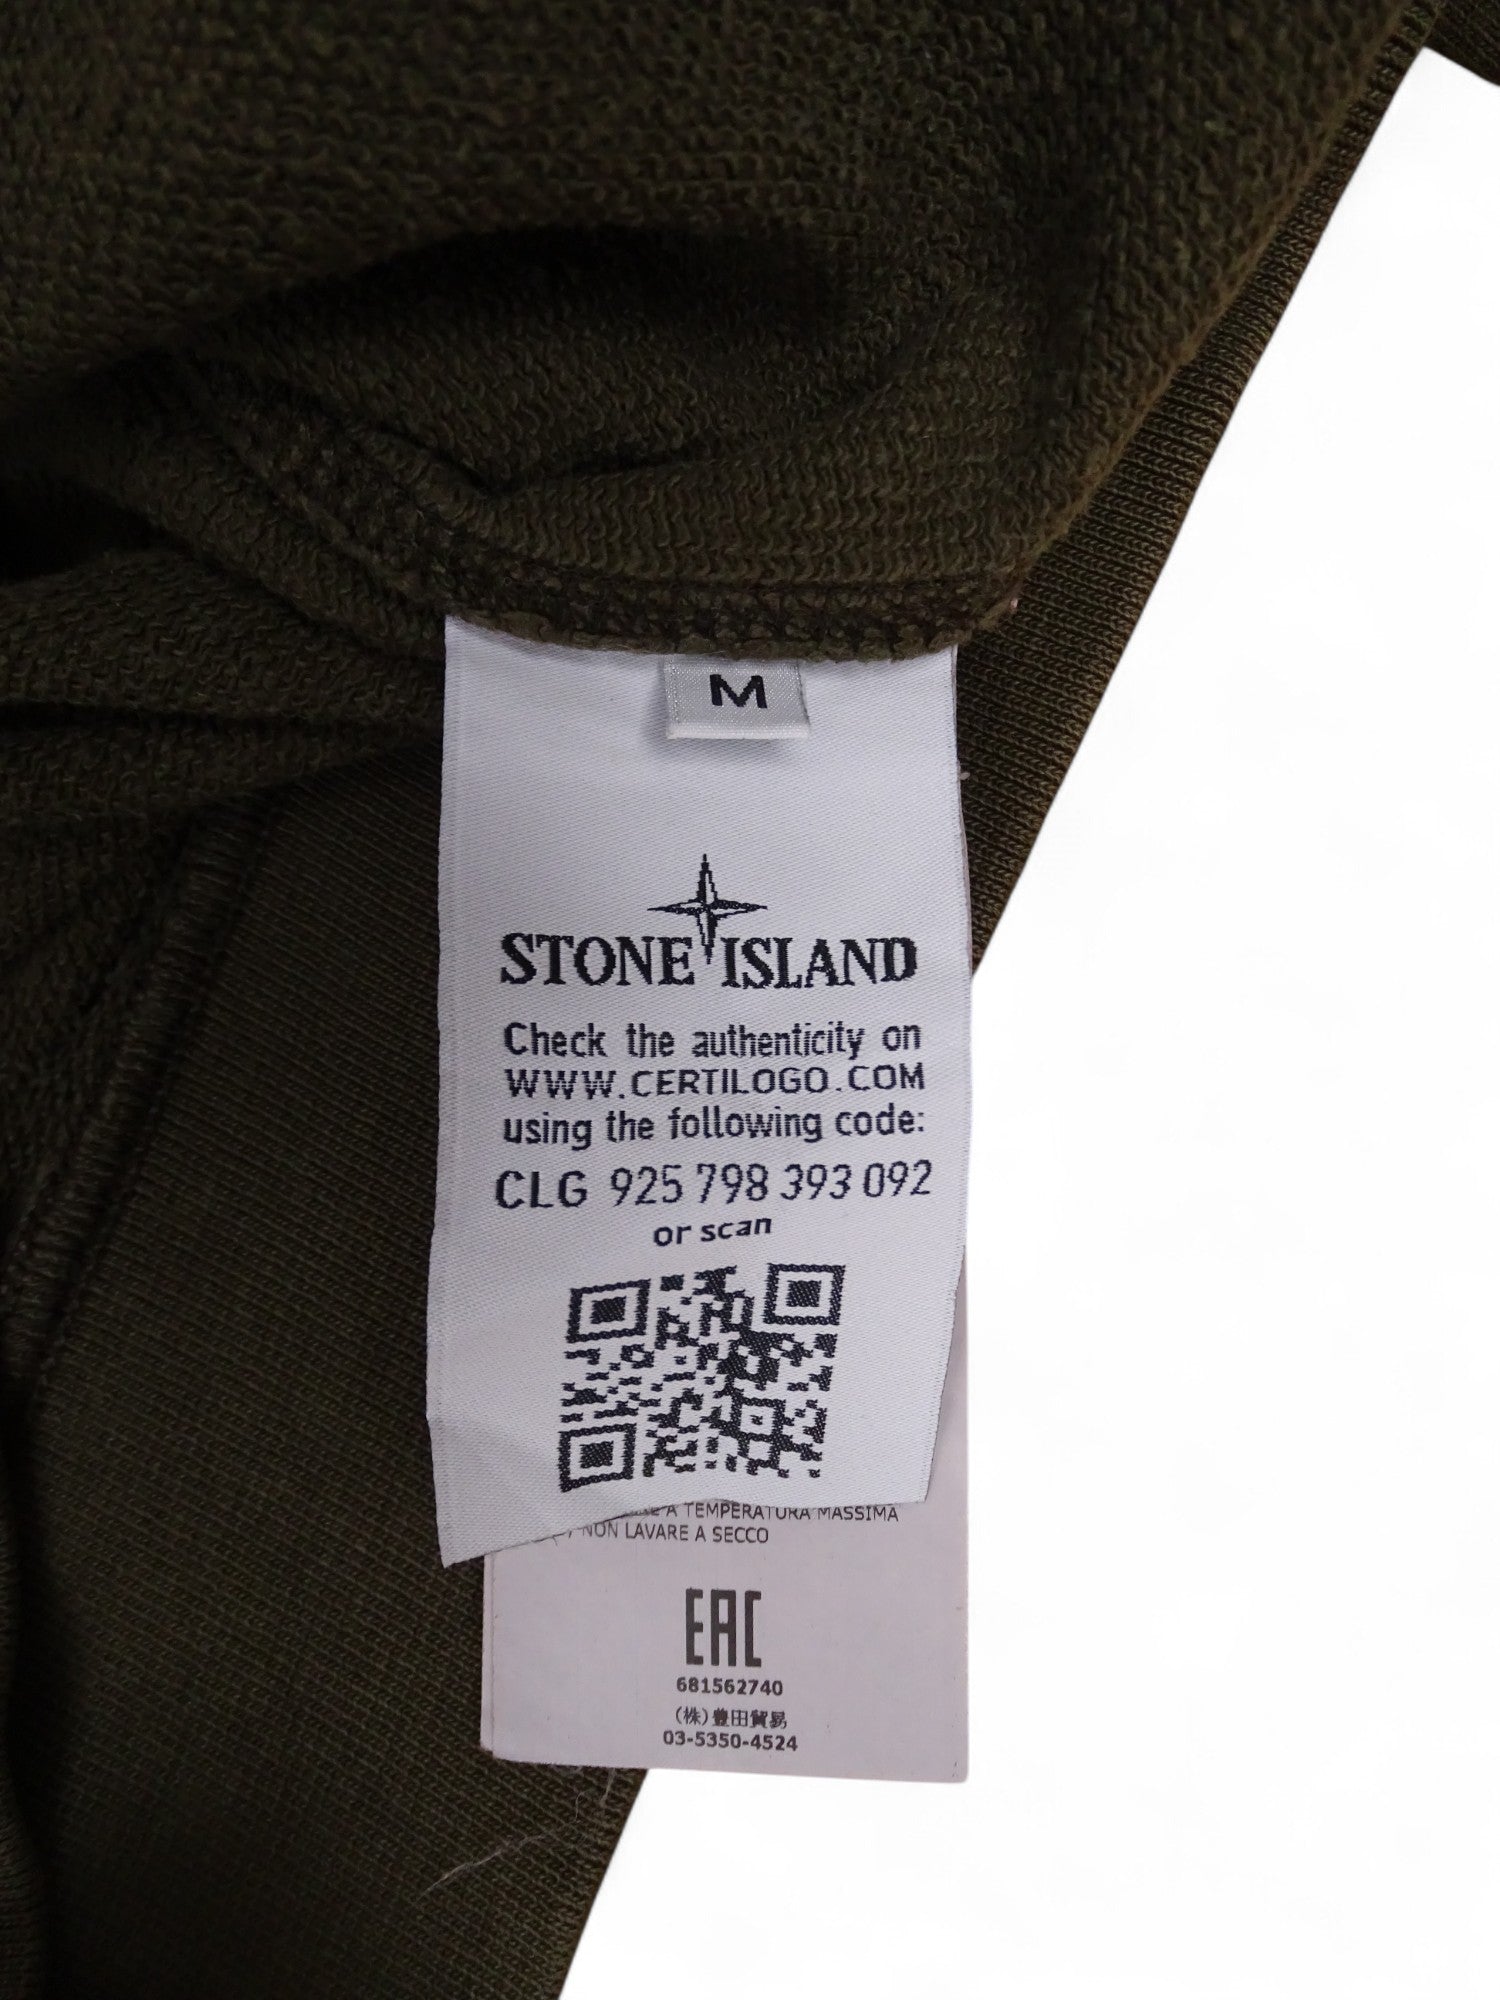 M
STONE ISLAND
Check the authenticity on
WWW.CERTILOGO.COM
using the following code:
CLG 925 798 393 092
or scan
A TEMPERATURA MASSIMA
NON LAVARE A SECCO
EAC
681562740
(株)豊田貿易
03-5350-4524